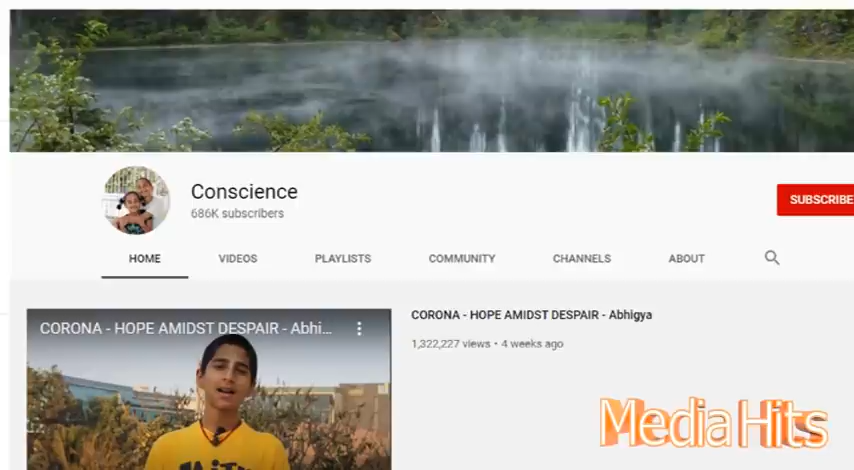 Conscience
686K subscribers
SUBSCRIBE
HOME VIDEOS PLAYLISTS COMMUNITY CHANNELS ABOUT
CORONA - HOPE AMIDST DESPAIR - Abhi...
CORONA - HOPE AMIDST DESPAIR - Abhigya
1,322,227 views • 4 weeks ago
Media Hits